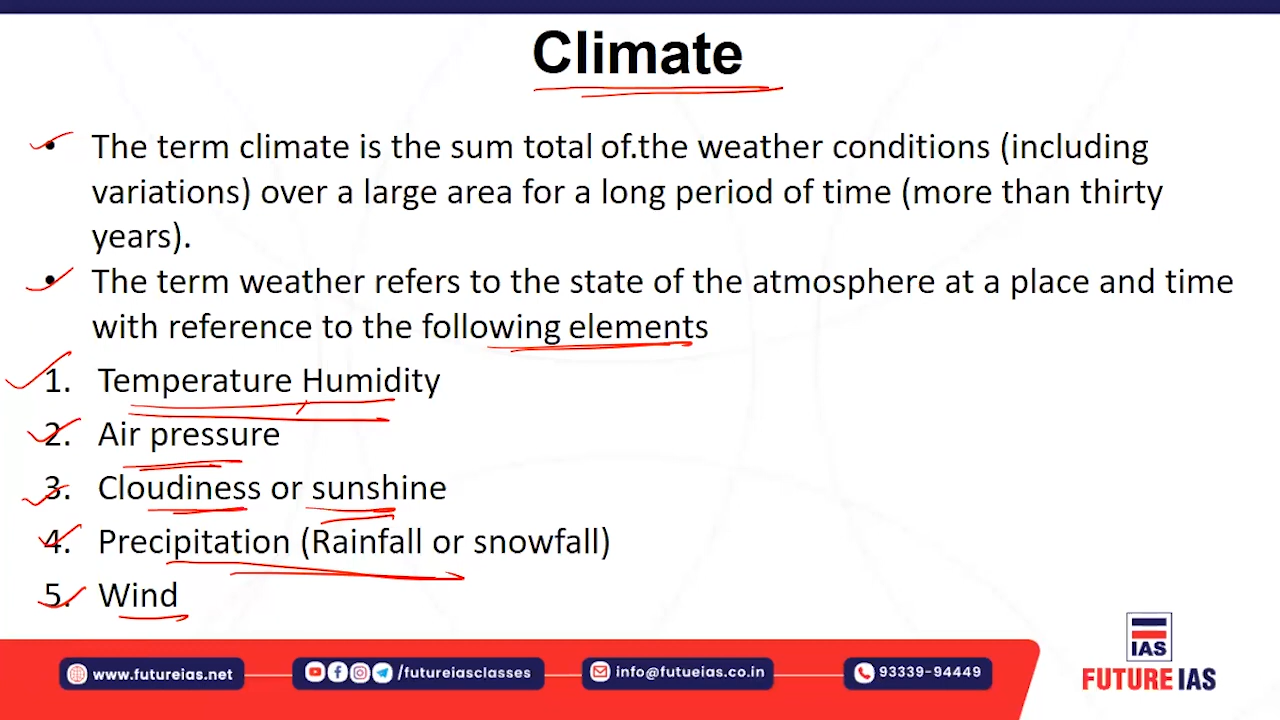 Climate
• The term climate is the sum total of.the weather conditions (including
variations) over a large area for a long period of time (more than thirty
years).
• The term weather refers to the state of the atmosphere at a place and time
with reference to the following elements
1. Temperature Humidity
2. Air pressure
3. Cloudiness or sunshine
4. Precipitation (Rainfall or snowfall)
5. Wind
IAS
FUTURE IAS
www.futureias.net
/futureiasclasses
info@futueias.co.in
93339-94449